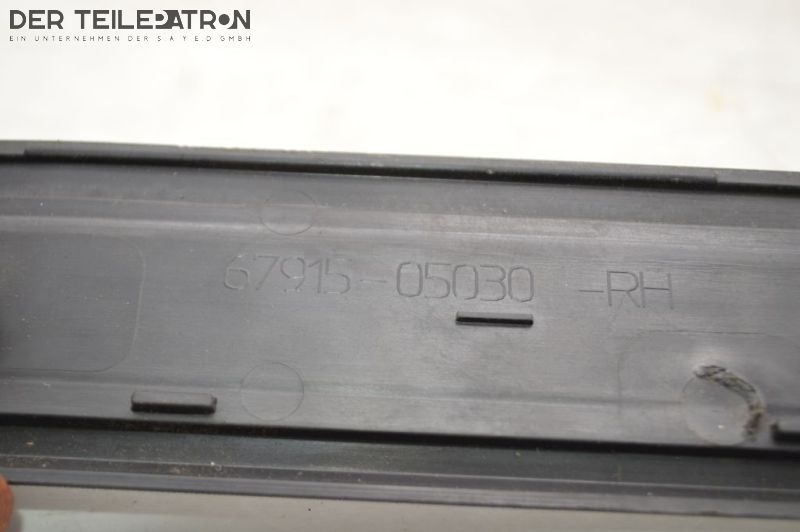 DER TEILEPATRON
EIN UNTERNEHMEN DER S A Y E.D GMBH
67915-05030 -RH